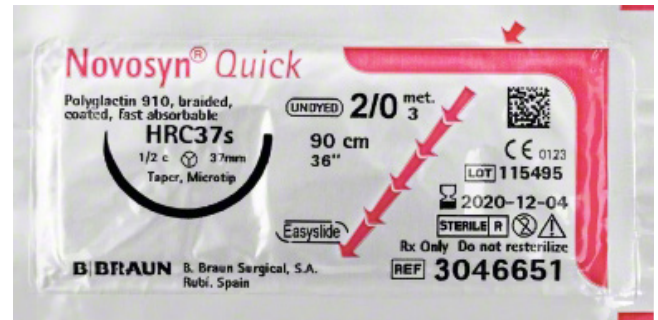 Novosyn® Quick
Polyglactin 910, braided,
coated, fast absorbable
HRC37s
1/2 c 37mm
Taper, Microtip
UNDYED 2/0 met. 3
90 cm
36"
Easyslide
CE 0123
LOT 115495
2020-12-04
STERILE R
Rx Only Do not resterilize
REF 3046651
B|BRAUN B. Braun Surgical, S.A.
Rubí. Spain